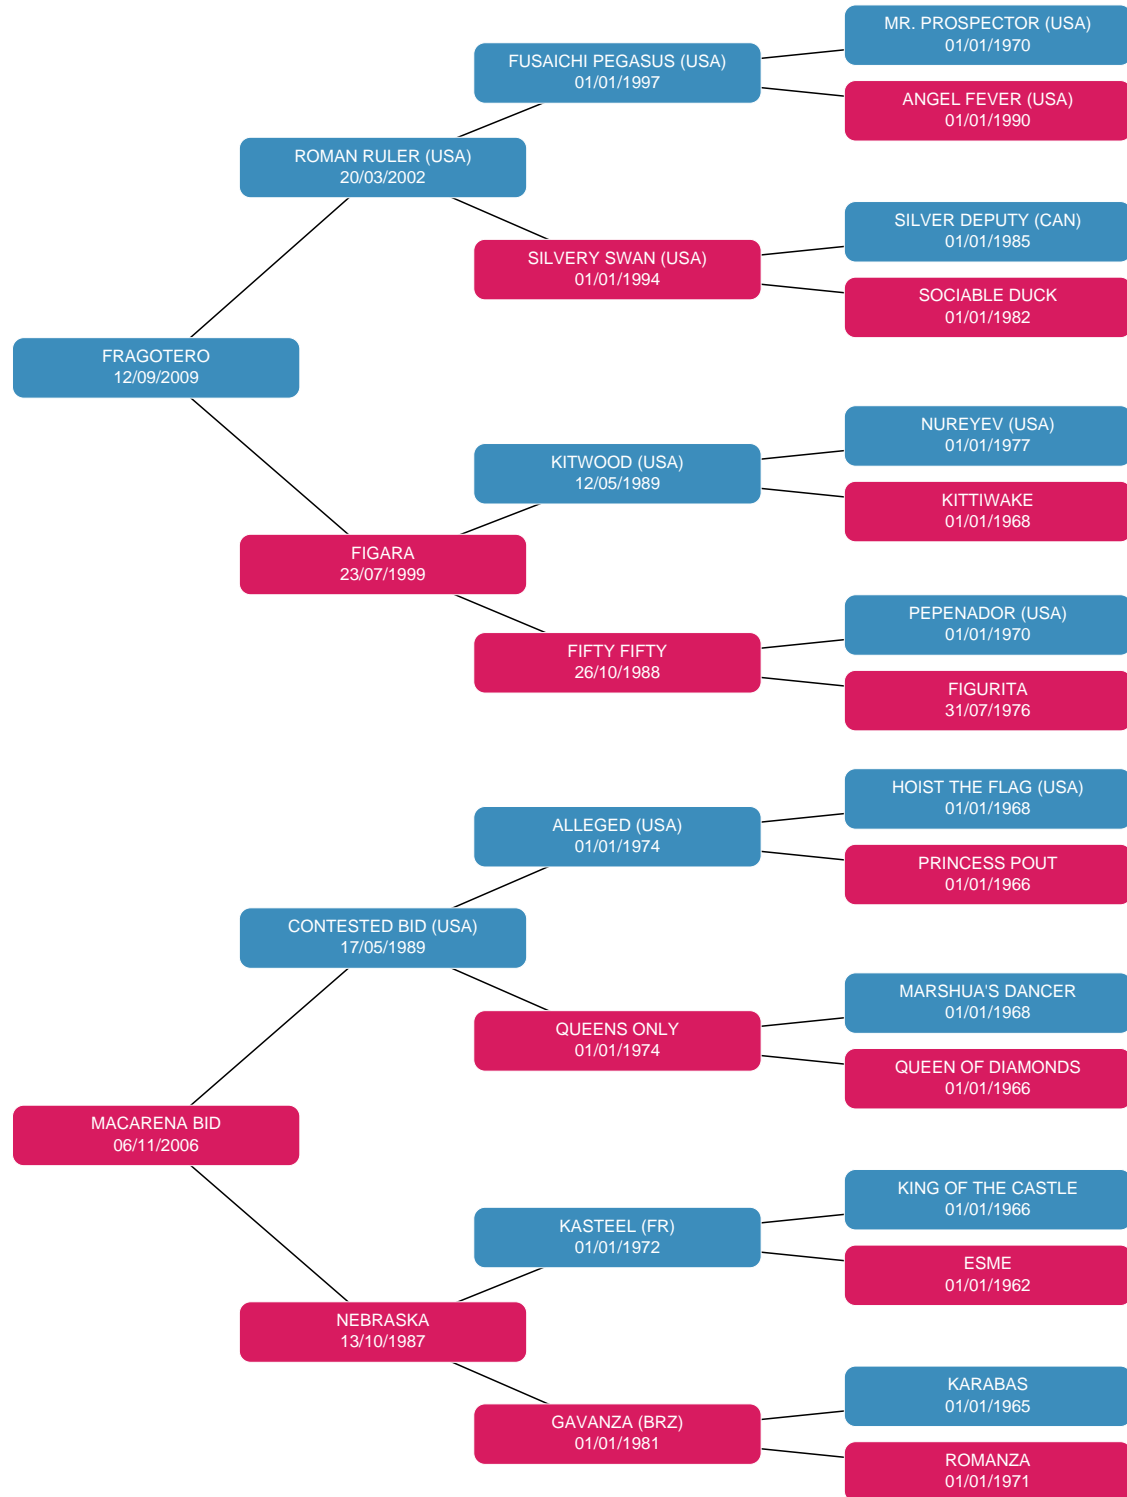 MR. PROSPECTOR (USA)
01/01/1970
FUSAICHI PEGASUS (USA)
01/01/1997
ANGEL FEVER (USA)
01/01/1990
ROMAN RULER (USA)
20/03/2002
SILVER DEPUTY (CAN)
01/01/1985
SILVERY SWAN (USA)
01/01/1994
SOCIABLE DUCK
01/01/1982
FRAGOTERO
12/09/2009
NUREYEV (USA)
01/01/1977
KITWOOD (USA)
12/05/1989
KITTIWAKE
01/01/1968
FIGARA
23/07/1999
PEPENADOR (USA)
01/01/1970
FIFTY FIFTY
26/10/1988
FIGURITA
31/07/1976
HOIST THE FLAG (USA)
01/01/1968
ALLEGED (USA)
01/01/1974
PRINCESS POUT
01/01/1966
CONTESTED BID (USA)
17/05/1989
MARSHUA'S DANCER
01/01/1968
QUEENS ONLY
01/01/1974
QUEEN OF DIAMONDS
01/01/1966
MACARENA BID
06/11/2006
KING OF THE CASTLE
01/01/1966
KASTEEL (FR)
01/01/1972
ESME
01/01/1962
NEBRASKA
13/10/1987
KARABAS
01/01/1965
GAVANZA (BRZ)
01/01/1981
ROMANZA
01/01/1971